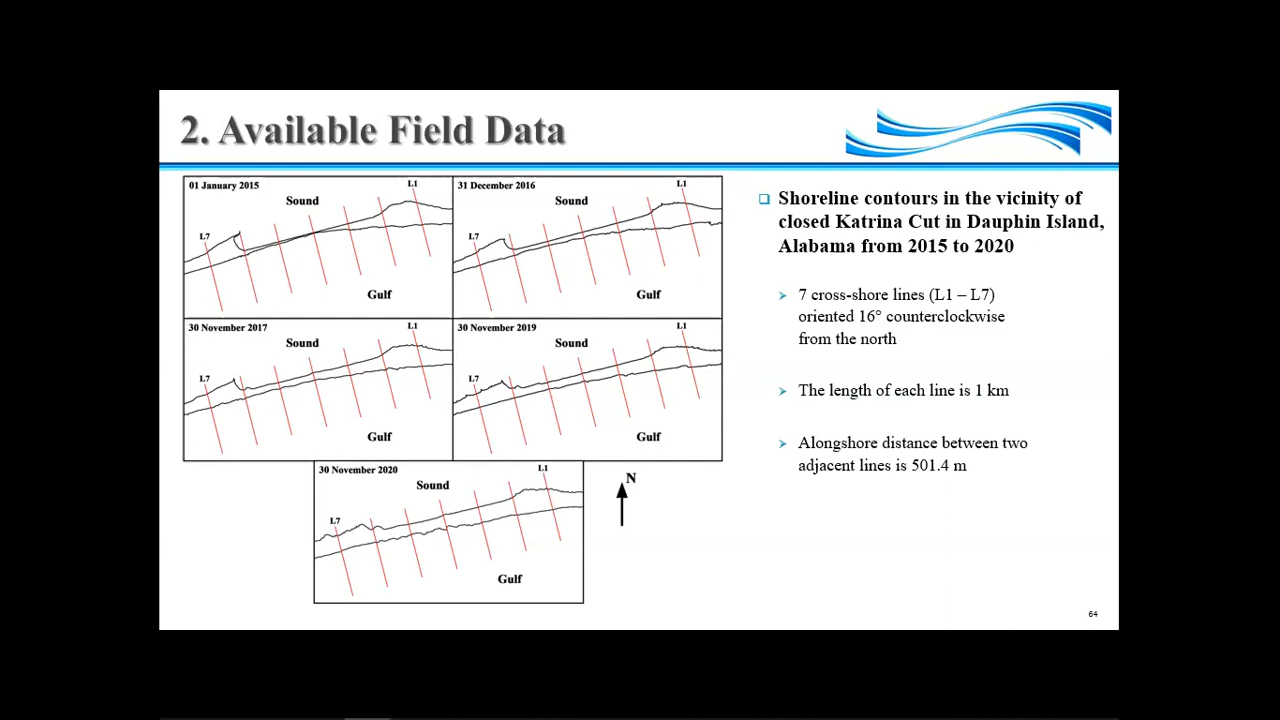 2. Available Field Data
01 January 2015
Sound
L1
L7
Gulf
31 December 2016
Sound
L1
L7
Gulf
30 November 2017
Sound
L1
L7
Gulf
30 November 2019
Sound
L1
L7
Gulf
30 November 2020
Sound
L1
L7
Gulf
N
Shoreline contours in the vicinity of
closed Katrina Cut in Dauphin Island,
Alabama from 2015 to 2020
7 cross-shore lines (L1 – L7)
oriented 16° counterclockwise
from the north
The length of each line is 1 km
Alongshore distance between two
adjacent lines is 501.4 m
64